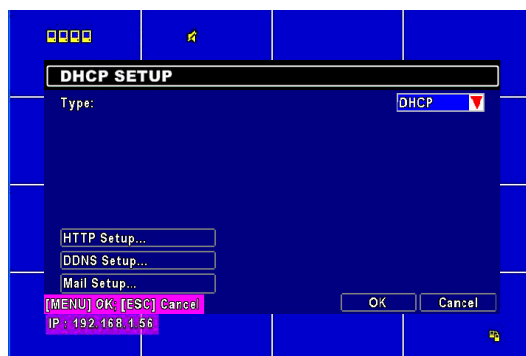 DHCP SETUP
Type: DHCP
HTTP Setup...
DDNS Setup...
Mail Setup...
[MENU] OK; [ESC] Cancel
OK Cancel
IP : 192.168.1.56